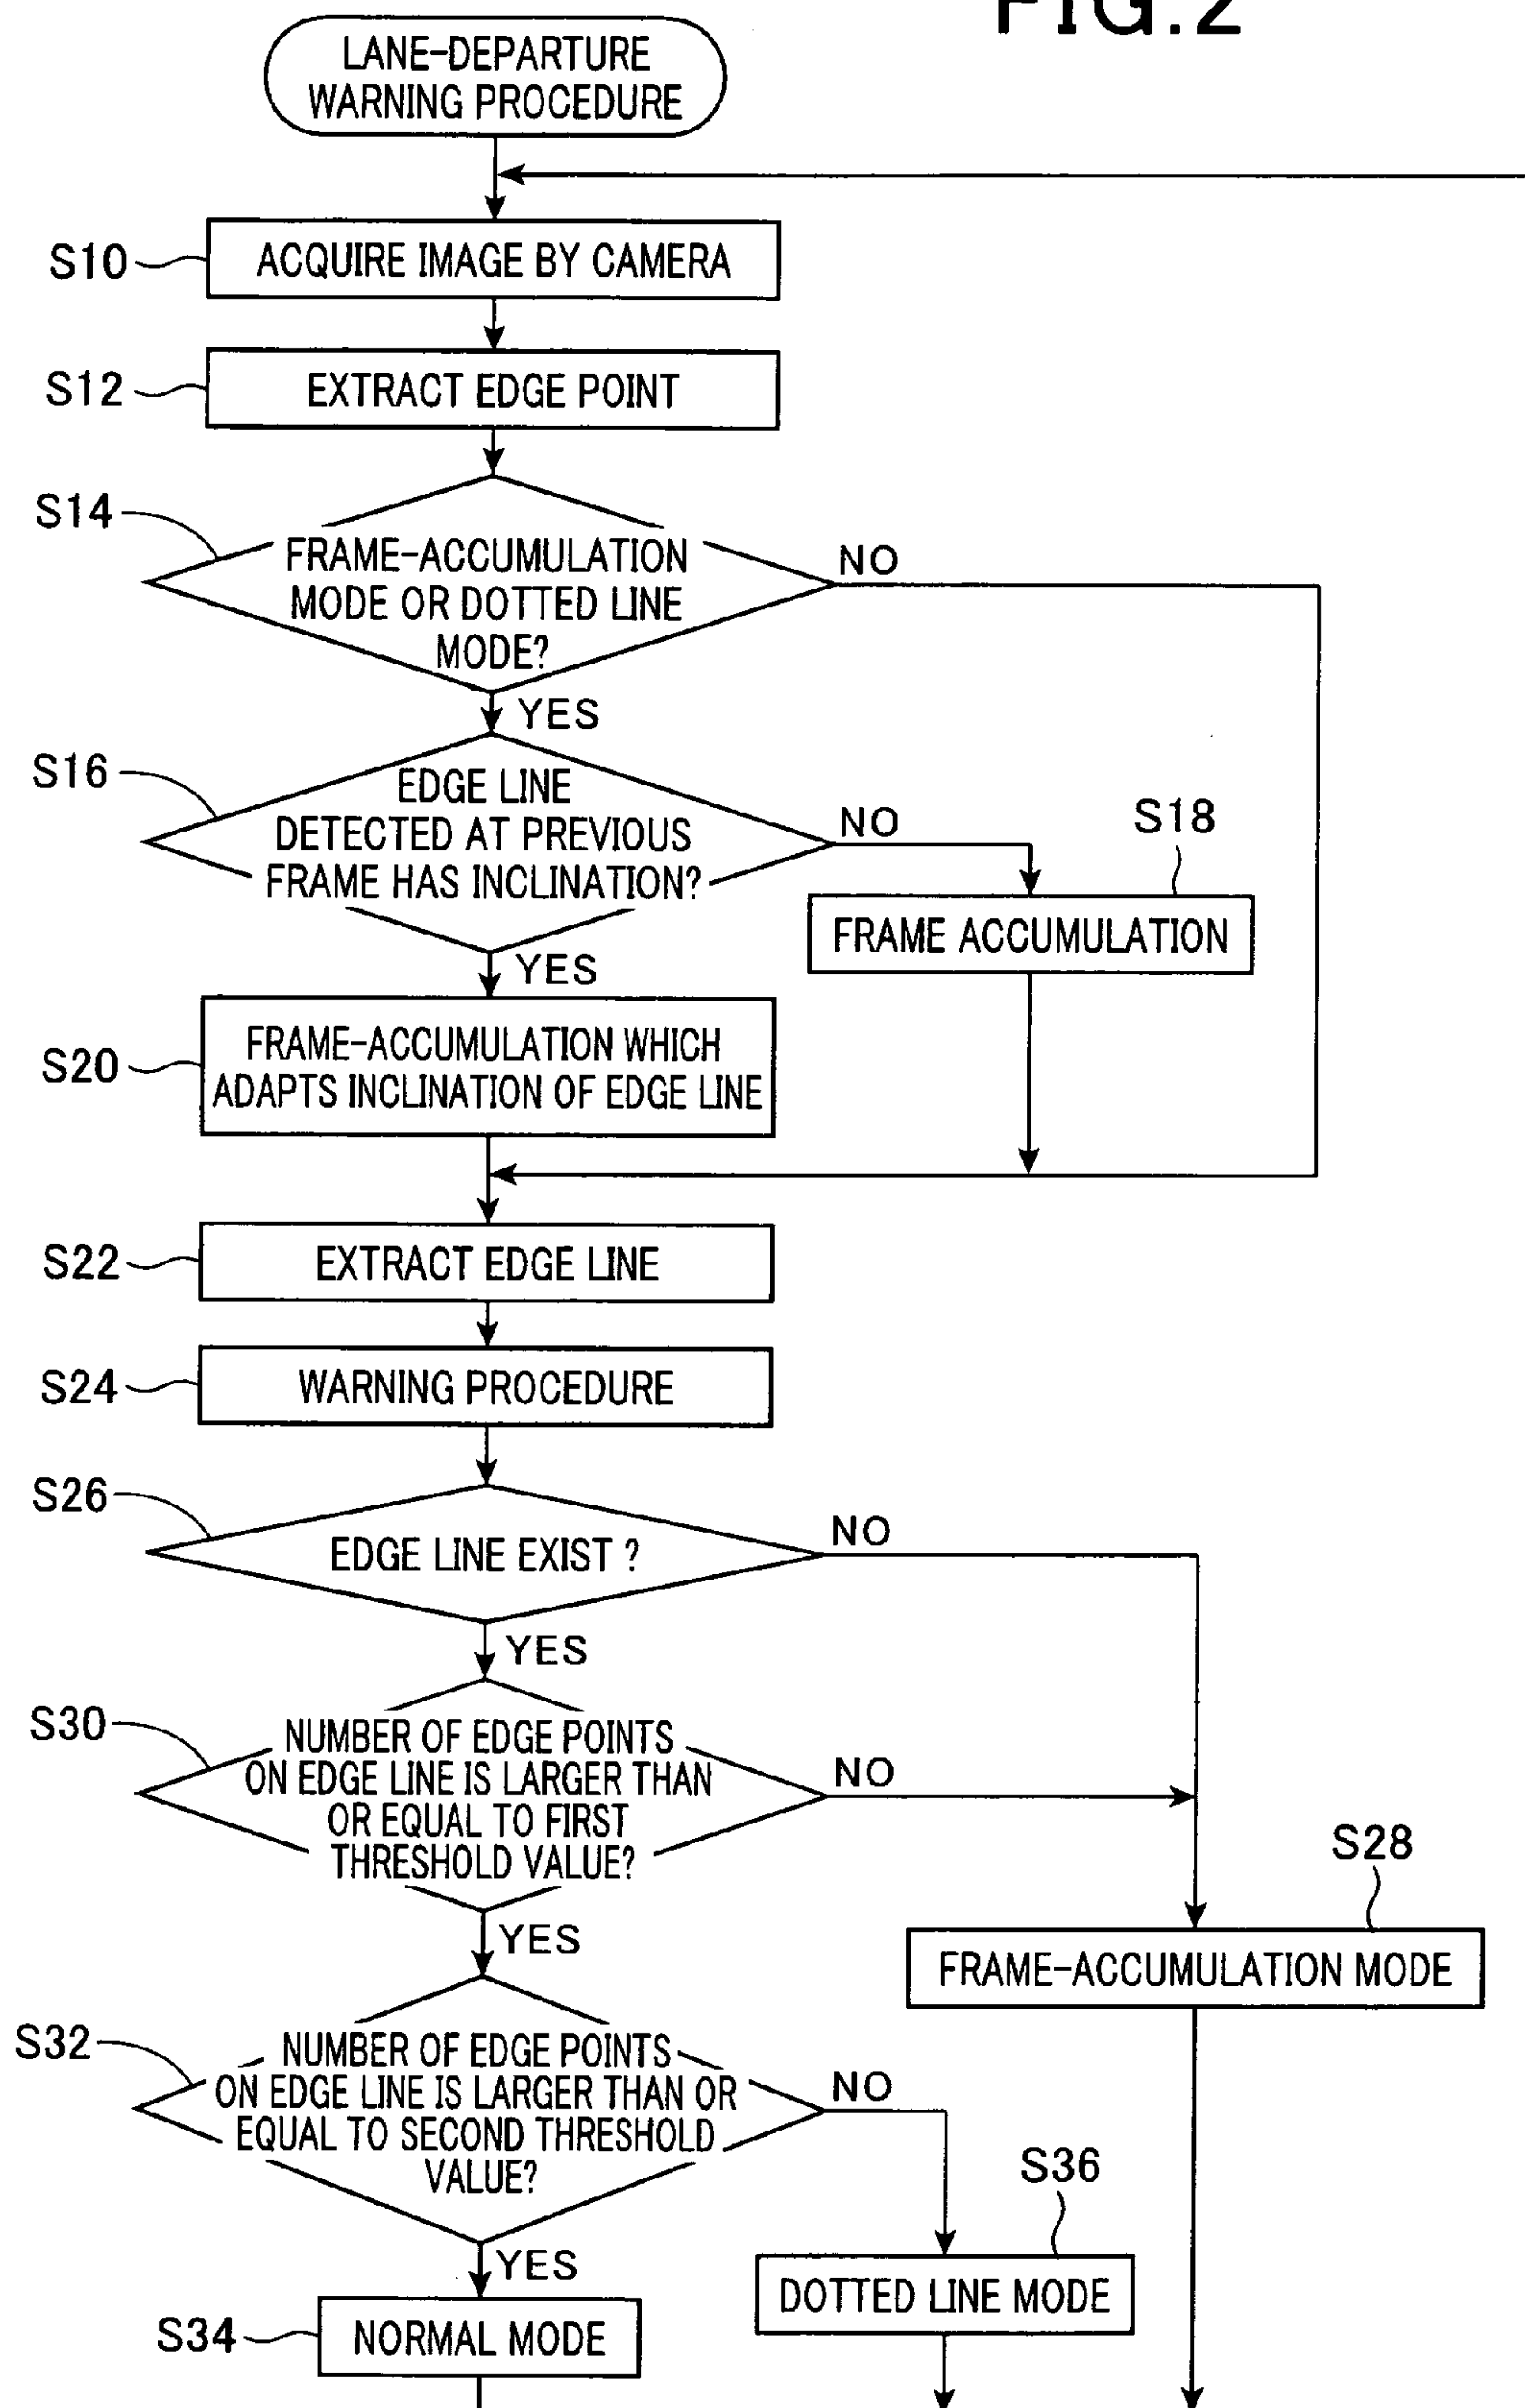 FIG.2
LANE-DEPARTURE
WARNING PROCEDURE
S10
ACQUIRE IMAGE BY CAMERA
S12
EXTRACT EDGE POINT
S14
FRAME-ACCUMULATION
MODE OR DOTTED LINE
MODE?
NO
YES
S16
EDGE LINE
DETECTED AT PREVIOUS
FRAME HAS INCLINATION?
NO
S18
FRAME ACCUMULATION
YES
S20
FRAME-ACCUMULATION WHICH
ADAPTS INCLINATION OF EDGE LINE
S22
EXTRACT EDGE LINE
S24
WARNING PROCEDURE
S26
EDGE LINE EXIST ?
NO
YES
S30
NUMBER OF EDGE POINTS
ON EDGE LINE IS LARGER THAN
OR EQUAL TO FIRST
THRESHOLD VALUE?
NO
S28
FRAME-ACCUMULATION MODE
YES
S32
NUMBER OF EDGE POINTS
ON EDGE LINE IS LARGER THAN OR
EQUAL TO SECOND THRESHOLD
VALUE?
NO
S36
DOTTED LINE MODE
YES
S34
NORMAL MODE